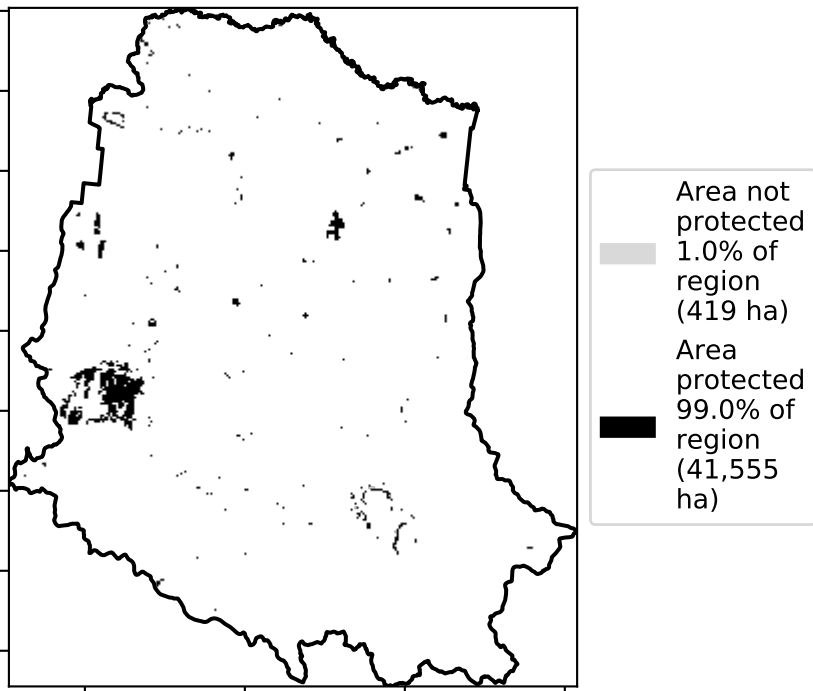 Area not
protected
1.0% of
region
(419 ha)
Area
protected
99.0% of
region
(41,555
ha)